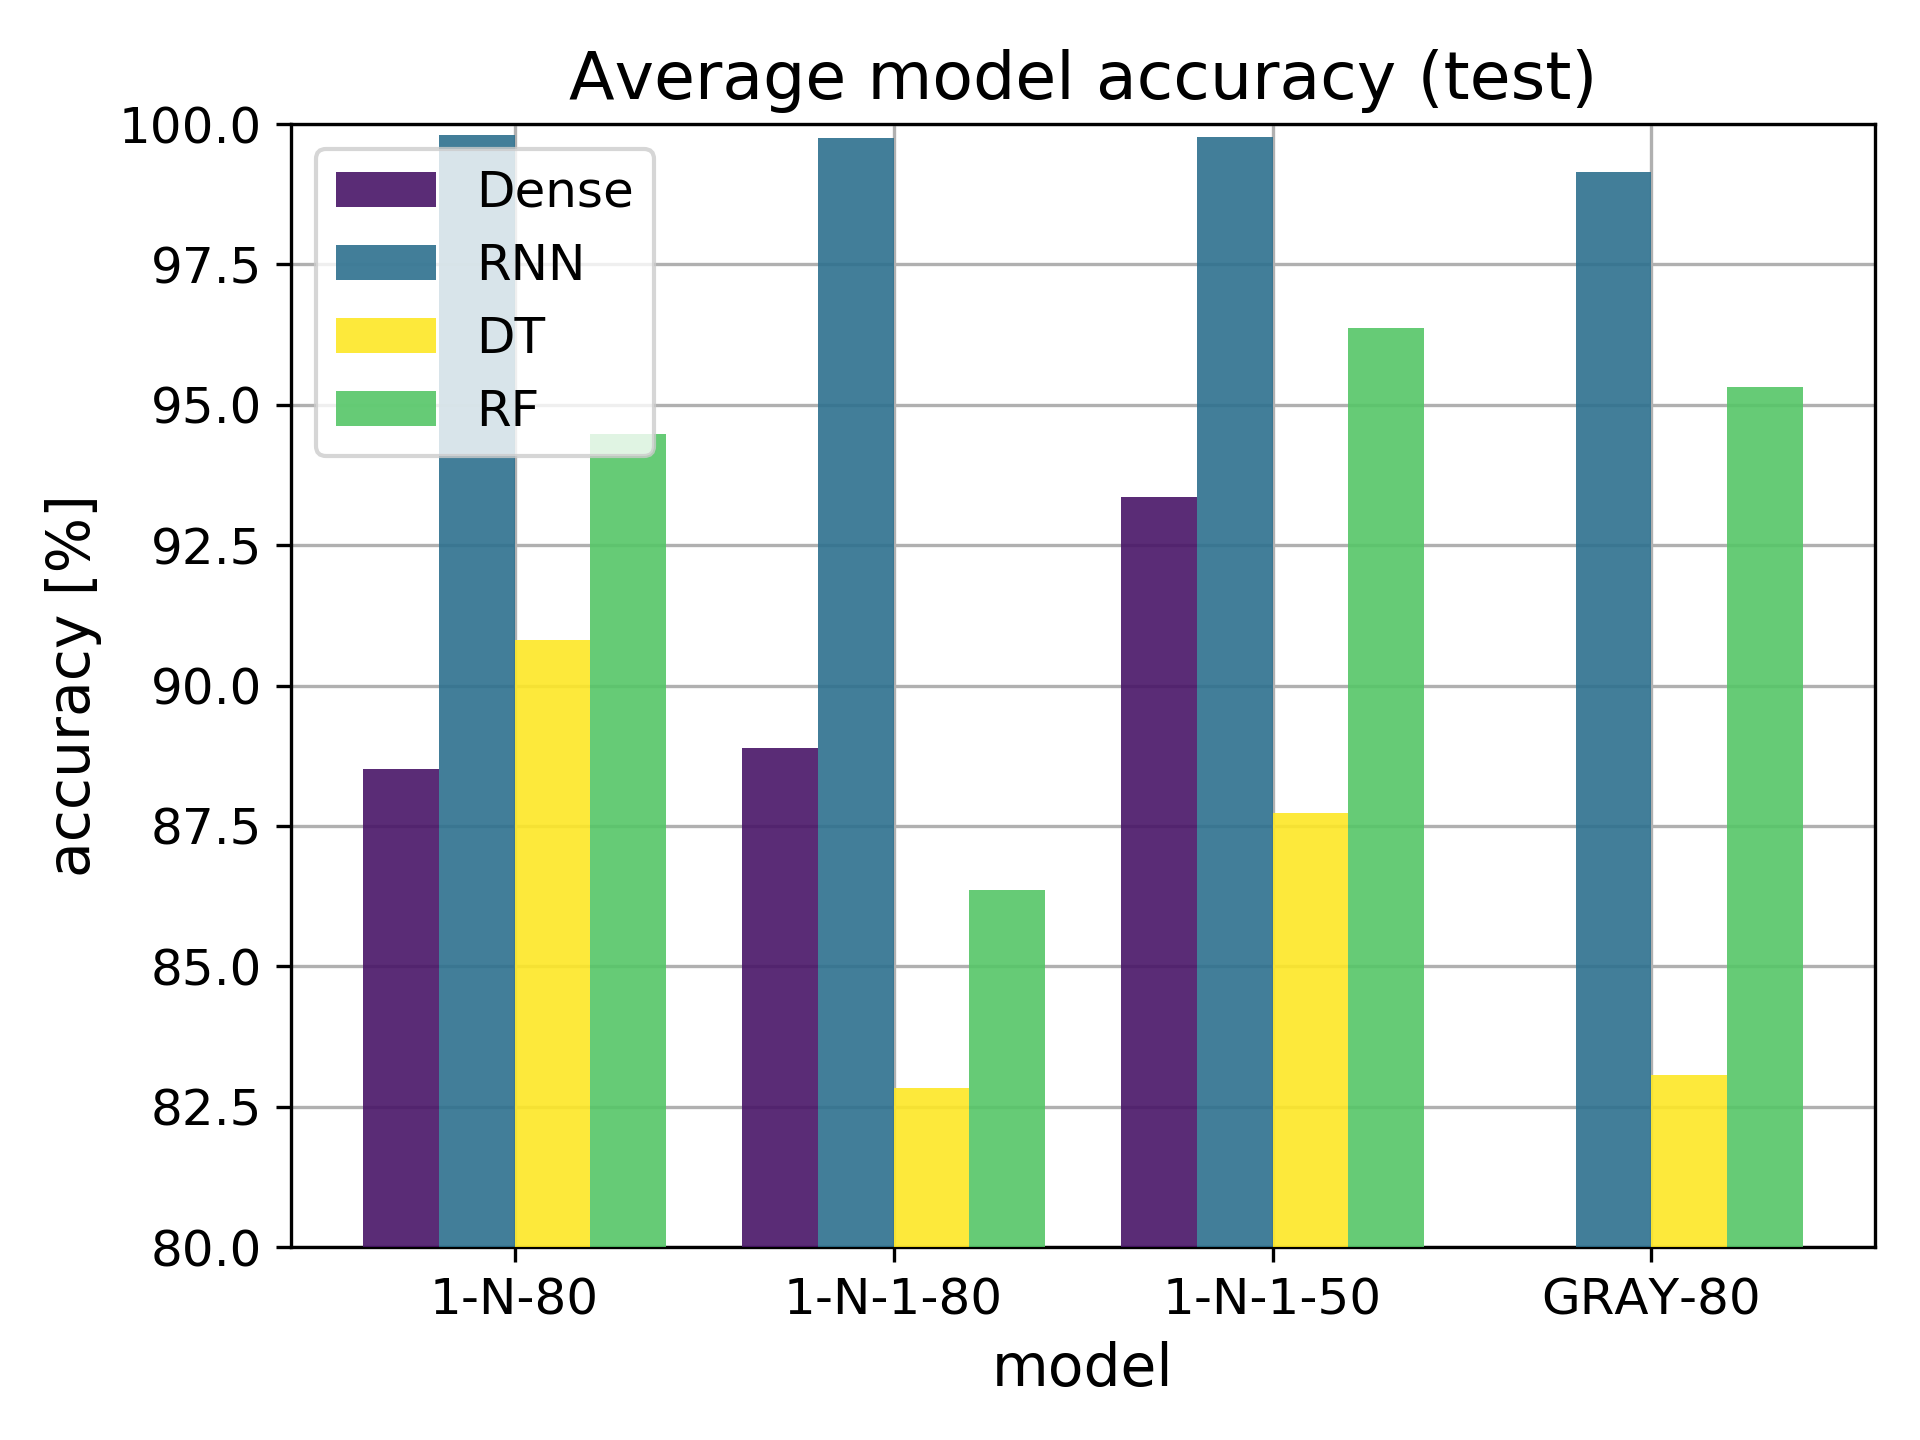 Average model accuracy (test)
100.0
97.5
95.0
92.5
90.0
87.5
85.0
82.5
80.0
accuracy [%]
Dense
RNN
DT
RF
1-N-80
1-N-1-80
1-N-1-50
GRAY-80
model